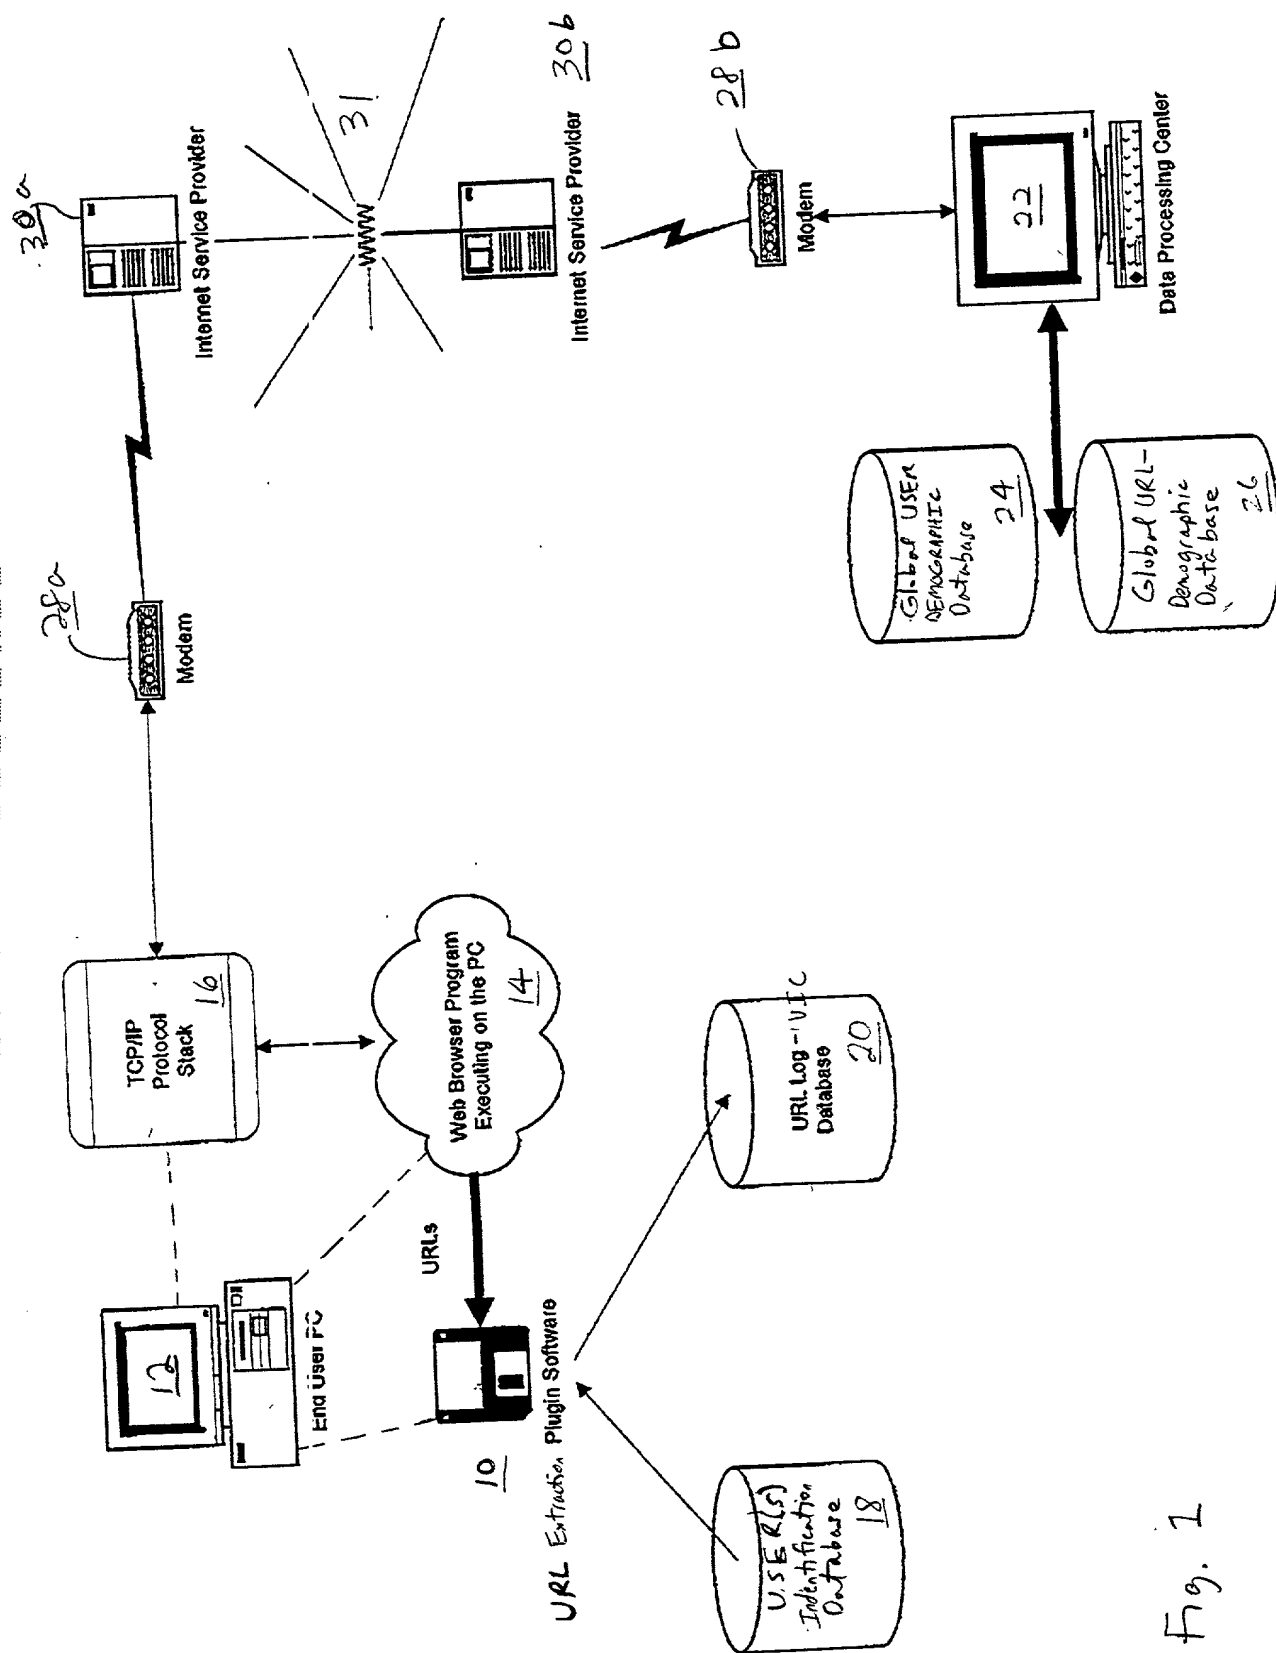 30a
Internet Service Provider
31
WWW
30b
Internet Service Provider
28a
Modem
28b
Modem
22
Data Processing Center
Global USER
DEMOGRAPHIC
Database
24
Global URL-
Demographic
Database
26
TCP/IP
Protocol
Stack
16
Web Browser Program
Executing on the PC
14
URLs
12
End User PC
10
URL Extraction Plugin Software
URL Log -
Database
20
USER(S)
Indentification
Database
18
Fig. 1